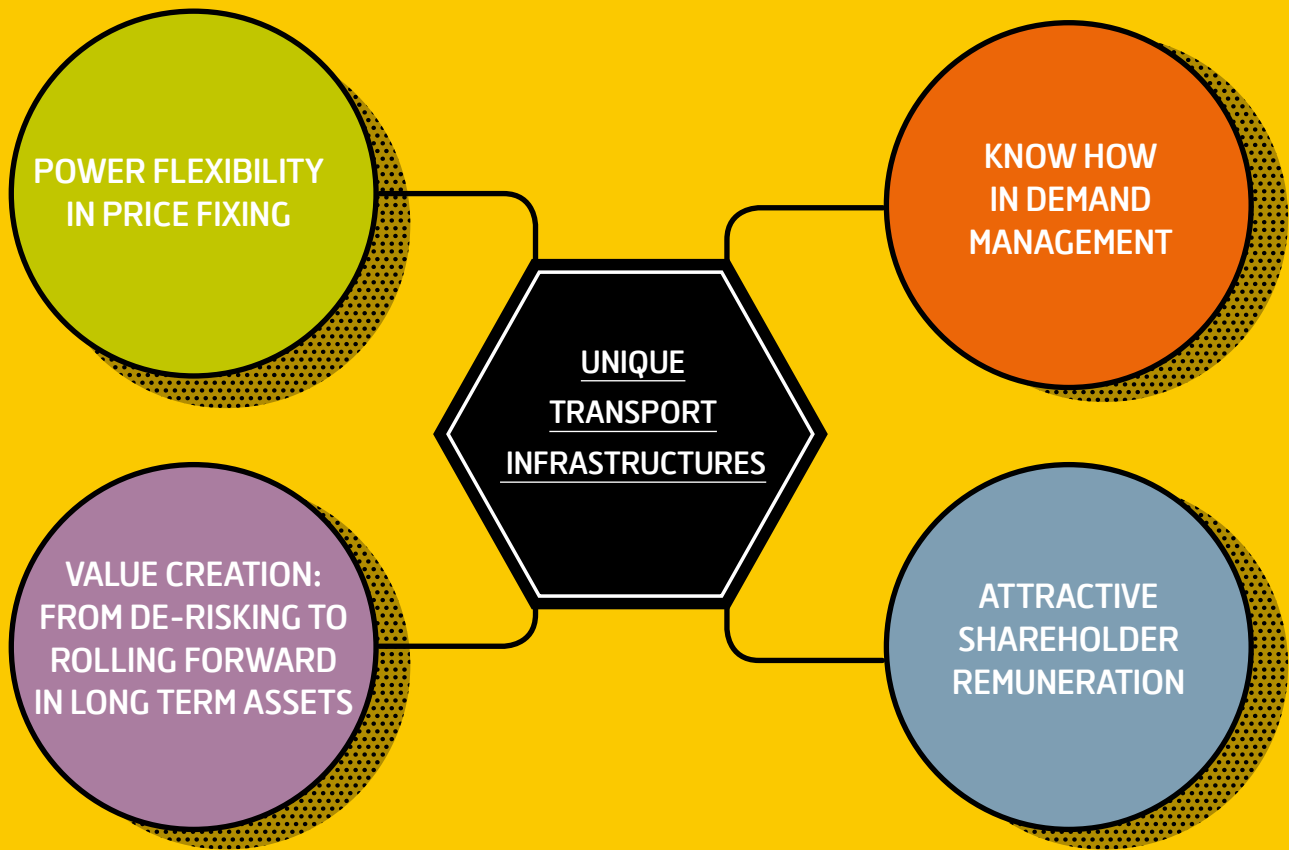 POWER FLEXIBILITY
IN PRICE FIXING
KNOW HOW
IN DEMAND
MANAGEMENT
UNIQUE
TRANSPORT
INFRASTRUCTURES
VALUE CREATION:
FROM DE-RISKING TO
ROLLING FORWARD
IN LONG TERM ASSETS
ATTRACTIVE
SHAREHOLDER
REMUNERATION